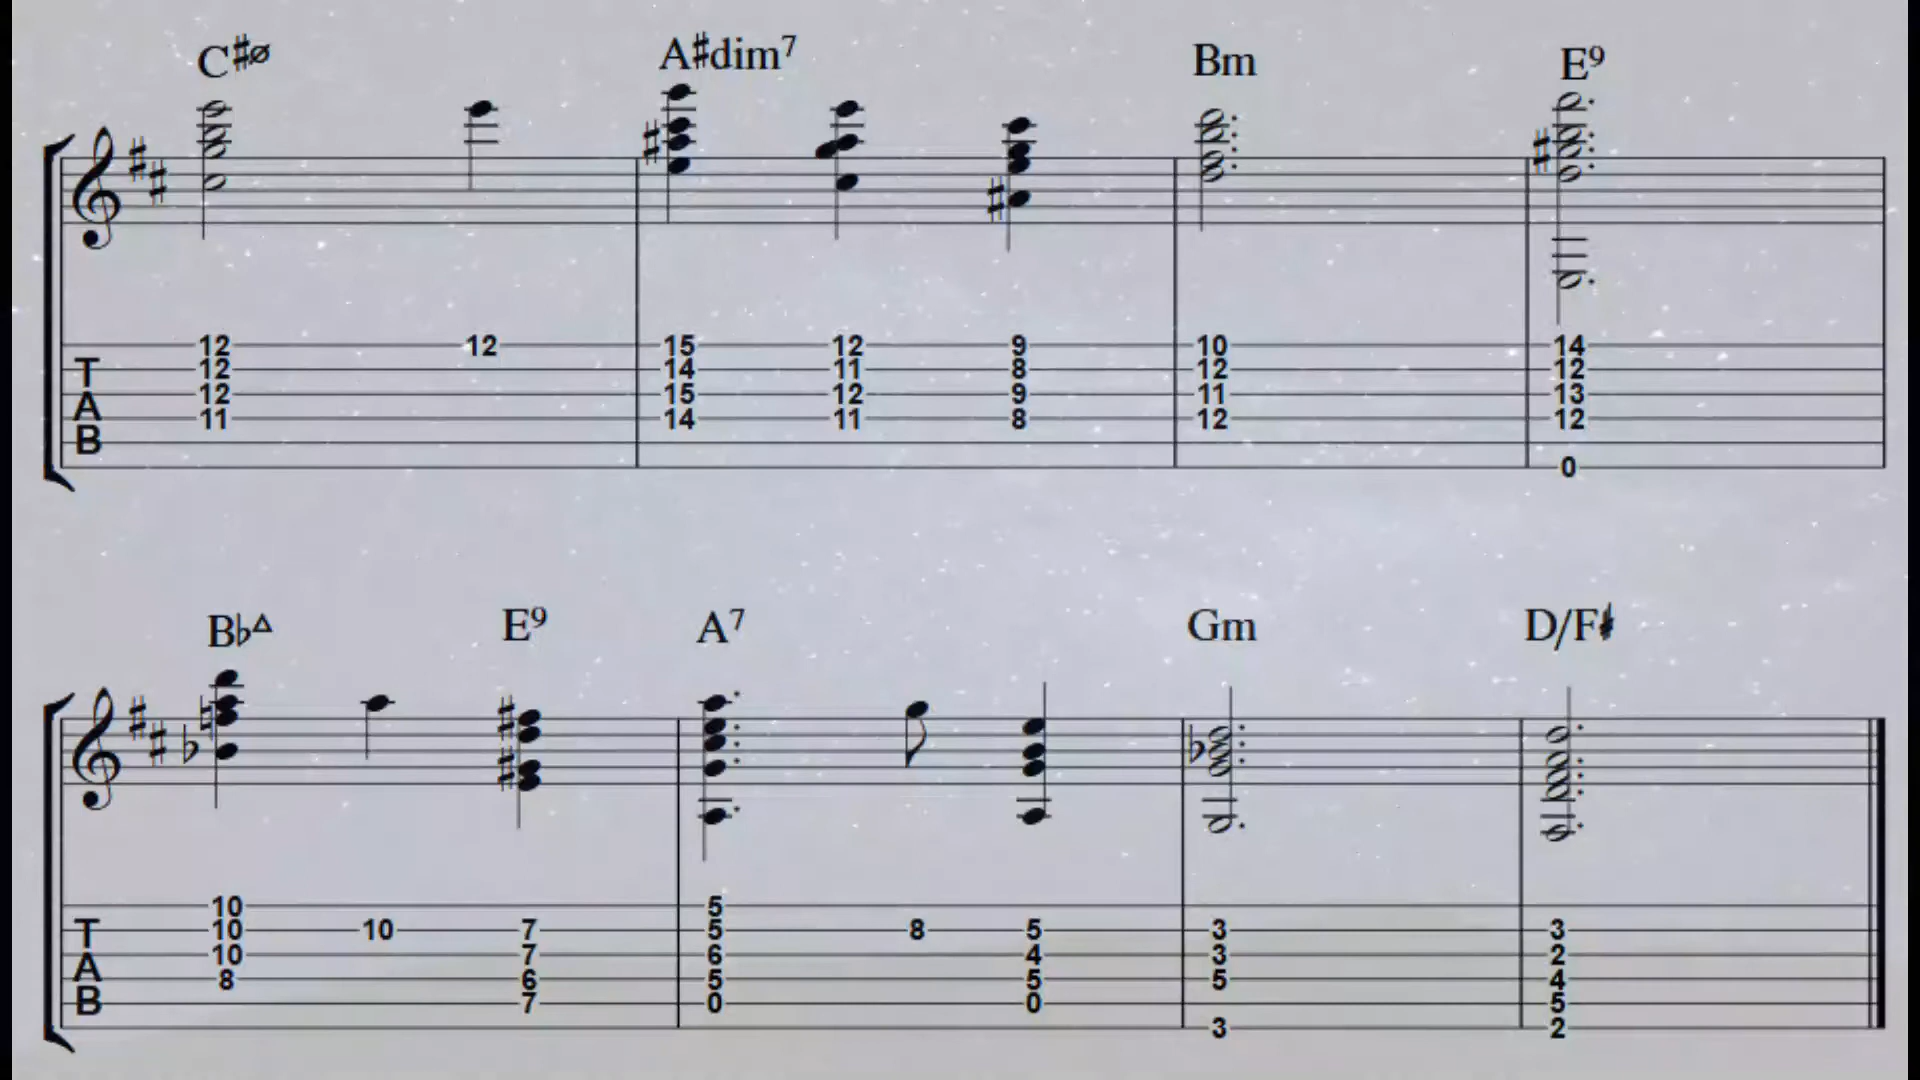 C#ø A#dim7 Bm E9
12 12 15 12 9 10 14
T 12 14 11 8 12 12
A 12 15 12 9 11 13
11 14 11 8 12 12
B
0
Bb△ E9 A7 Gm D/F#
10 5
T 10 10 7 5 8 5 3 3
A 10 7 6 4 3 2
8 6 5 5 5 4
B 7 0 0 5
3 2